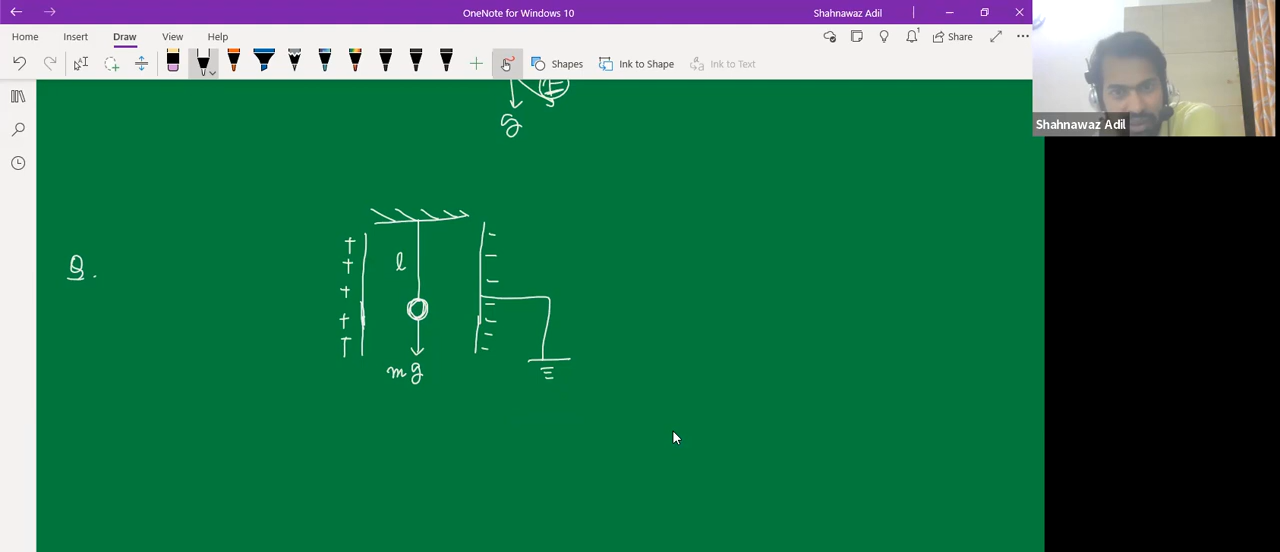 OneNote for Windows 10
Shahnawaz Adil
Home Insert Draw View Help
Share
Shapes Ink to Shape Ink to Text
Shahnawaz Adil
g
Q.
l
mg